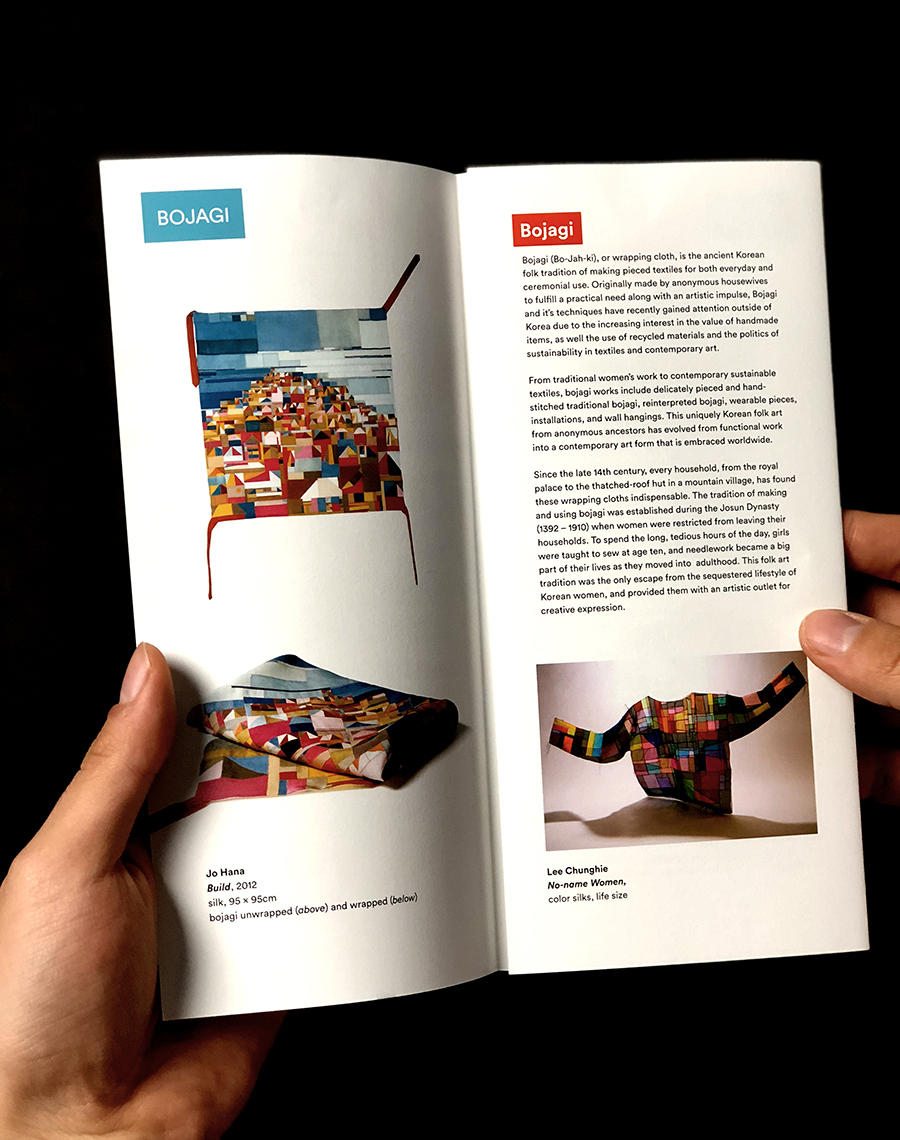 BOJAGI
Jo Hana
Build, 2012
silk, 95 × 95cm
bojagi unwrapped (above) and wrapped (below)
Bojagi
Bojagi (Bo-Jah-ki), or wrapping cloth, is the ancient Korean
folk tradition of making pieced textiles for both everyday and
ceremonial use. Originally made by anonymous housewives
to fulfill a practical need along with an artistic impulse, Bojagi
and it's techniques have recently gained attention outside of
Korea due to the increasing interest in the value of handmade
items, as well the use of recycled materials and the politics of
sustainability in textiles and contemporary art.
From traditional women's work to contemporary sustainable
textiles, bojagi works include delicately pieced and hand-
stitched traditional bojagi, reinterpreted bojagi, wearable pieces,
installations, and wall hangings. This uniquely Korean folk art
from anonymous ancestors has evolved from functional work
into a contemporary art form that is embraced worldwide.
Since the late 14th century, every household, from the royal
palace to the thatched-roof hut in a mountain village, has found
these wrapping cloths indispensable. The tradition of making
and using bojagi was established during the Josun Dynasty
(1392 – 1910) when women were restricted from leaving their
households. To spend the long, tedious hours of the day, girls
were taught to sew at age ten, and needlework became a big
part of their lives as they moved into adulthood. This folk art
tradition was the only escape from the sequestered lifestyle of
Korean women, and provided them with an artistic outlet for
creative expression.
Lee Chunghie
No-name Women,
color silks, life size